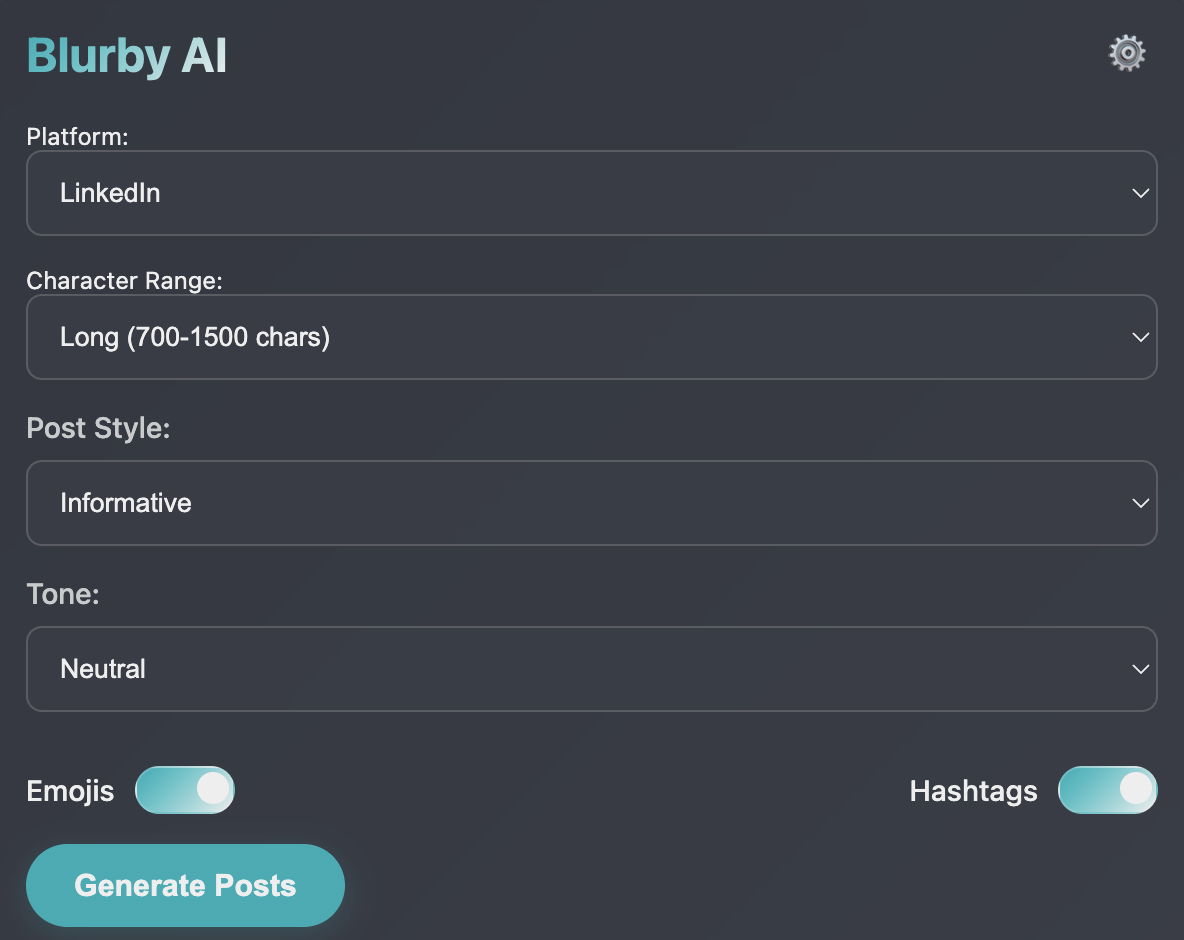 Blurby AI
Platform:
LinkedIn
Character Range:
Long (700-1500 chars)
Post Style:
Informative
Tone:
Neutral
Emojis
Hashtags
Generate Posts